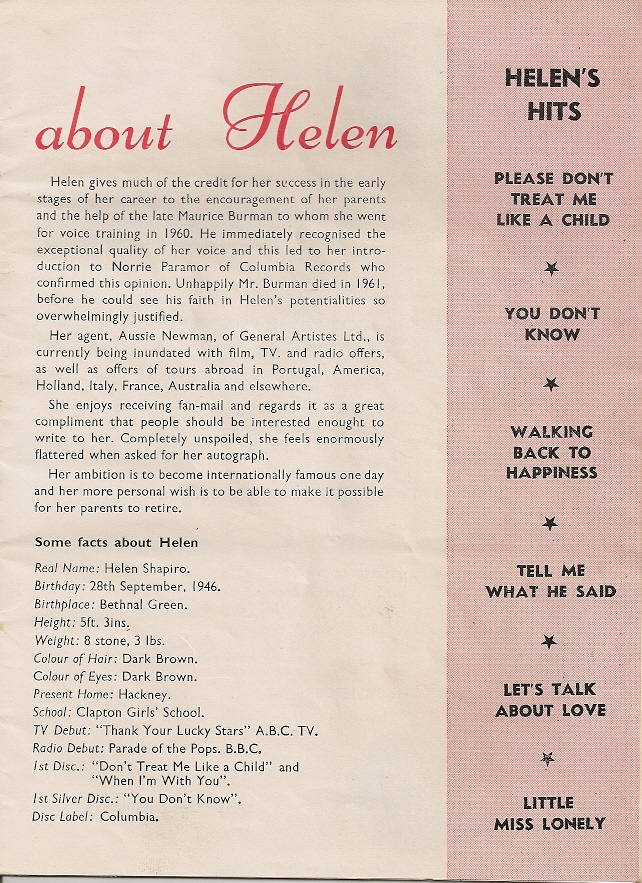 about Helen
Helen gives much of the credit for her success in the early
stages of her career to the encouragement of her parents
and the help of the late Maurice Burman to whom she went
for voice training in 1960. He immediately recognised the
exceptional quality of her voice and this led to her intro-
duction to Norrie Paramor of Columbia Records who
confirmed this opinion. Unhappily Mr. Burman died in 1961,
before he could see his faith in Helen's potentialities so
overwhelmingly justified.
Her agent, Aussie Newman, of General Artistes Ltd., is
currently being inundated with film, TV. and radio offers,
as well as offers of tours abroad in Portugal, America,
Holland, Italy, France, Australia and elsewhere.
She enjoys receiving fan-mail and regards it as a great
compliment that people should be interested enought to
write to her. Completely unspoiled, she feels enormously
flattered when asked for her autograph.
Her ambition is to become internationally famous one day
and her more personal wish is to be able to make it possible
for her parents to retire.
Some facts about Helen
Real Name: Helen Shapiro.
Birthday: 28th September, 1946.
Birthplace: Bethnal Green.
Height: 5ft. 3ins.
Weight: 8 stone, 3 lbs.
Colour of Hair: Dark Brown.
Colour of Eyes: Dark Brown.
Present Home: Hackney.
School: Clapton Girls' School.
TV Debut: "Thank Your Lucky Stars" A.B.C. TV.
Radio Debut: Parade of the Pops. B.B.C.
1st Disc.: "Don't Treat Me Like a Child" and
"When I'm With You".
1st Silver Disc.: "You Don't Know".
Disc Label: Columbia.
HELEN'S
HITS
PLEASE DON'T
TREAT ME
LIKE A CHILD
YOU DON'T
KNOW
WALKING
BACK TO
HAPPINESS
TELL ME
WHAT HE SAID
LET'S TALK
ABOUT LOVE
LITTLE
MISS LONELY